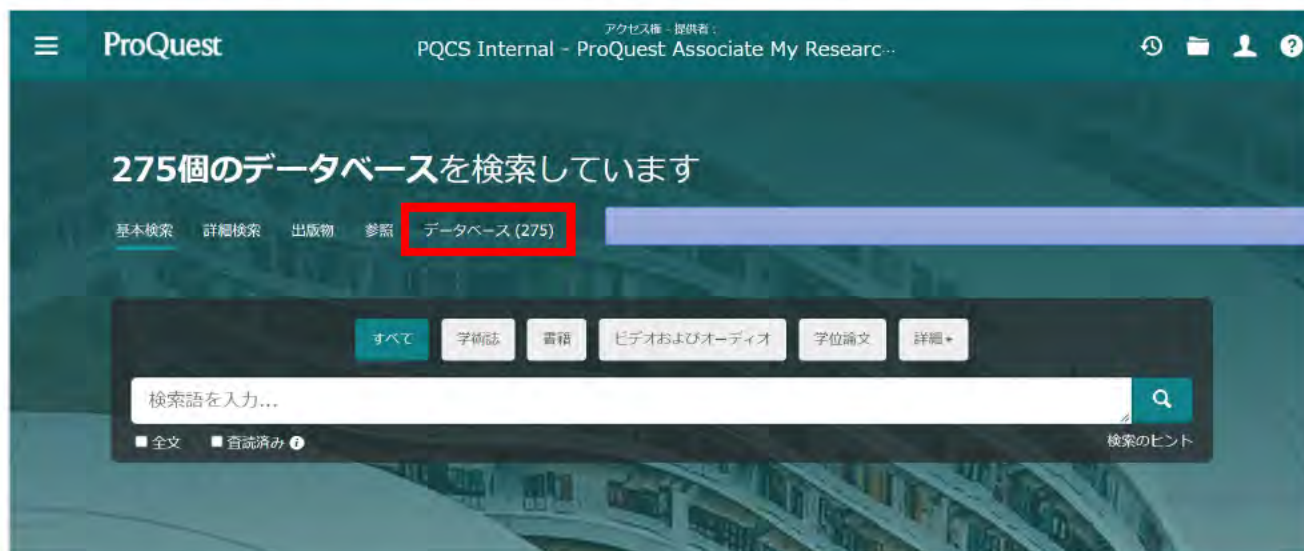 ProQuest
アクセス権 - 提供者 :
PQCS Internal - ProQuest Associate My Researc…
275個のデータベースを検索しています
基本検索 詳細検索 出版物 参照 データベース (275)
すべて 学術誌 書籍 ビデオおよびオーディオ 学位論文 詳細▾
検索語を入力...
全文 査読済み
検索のヒント